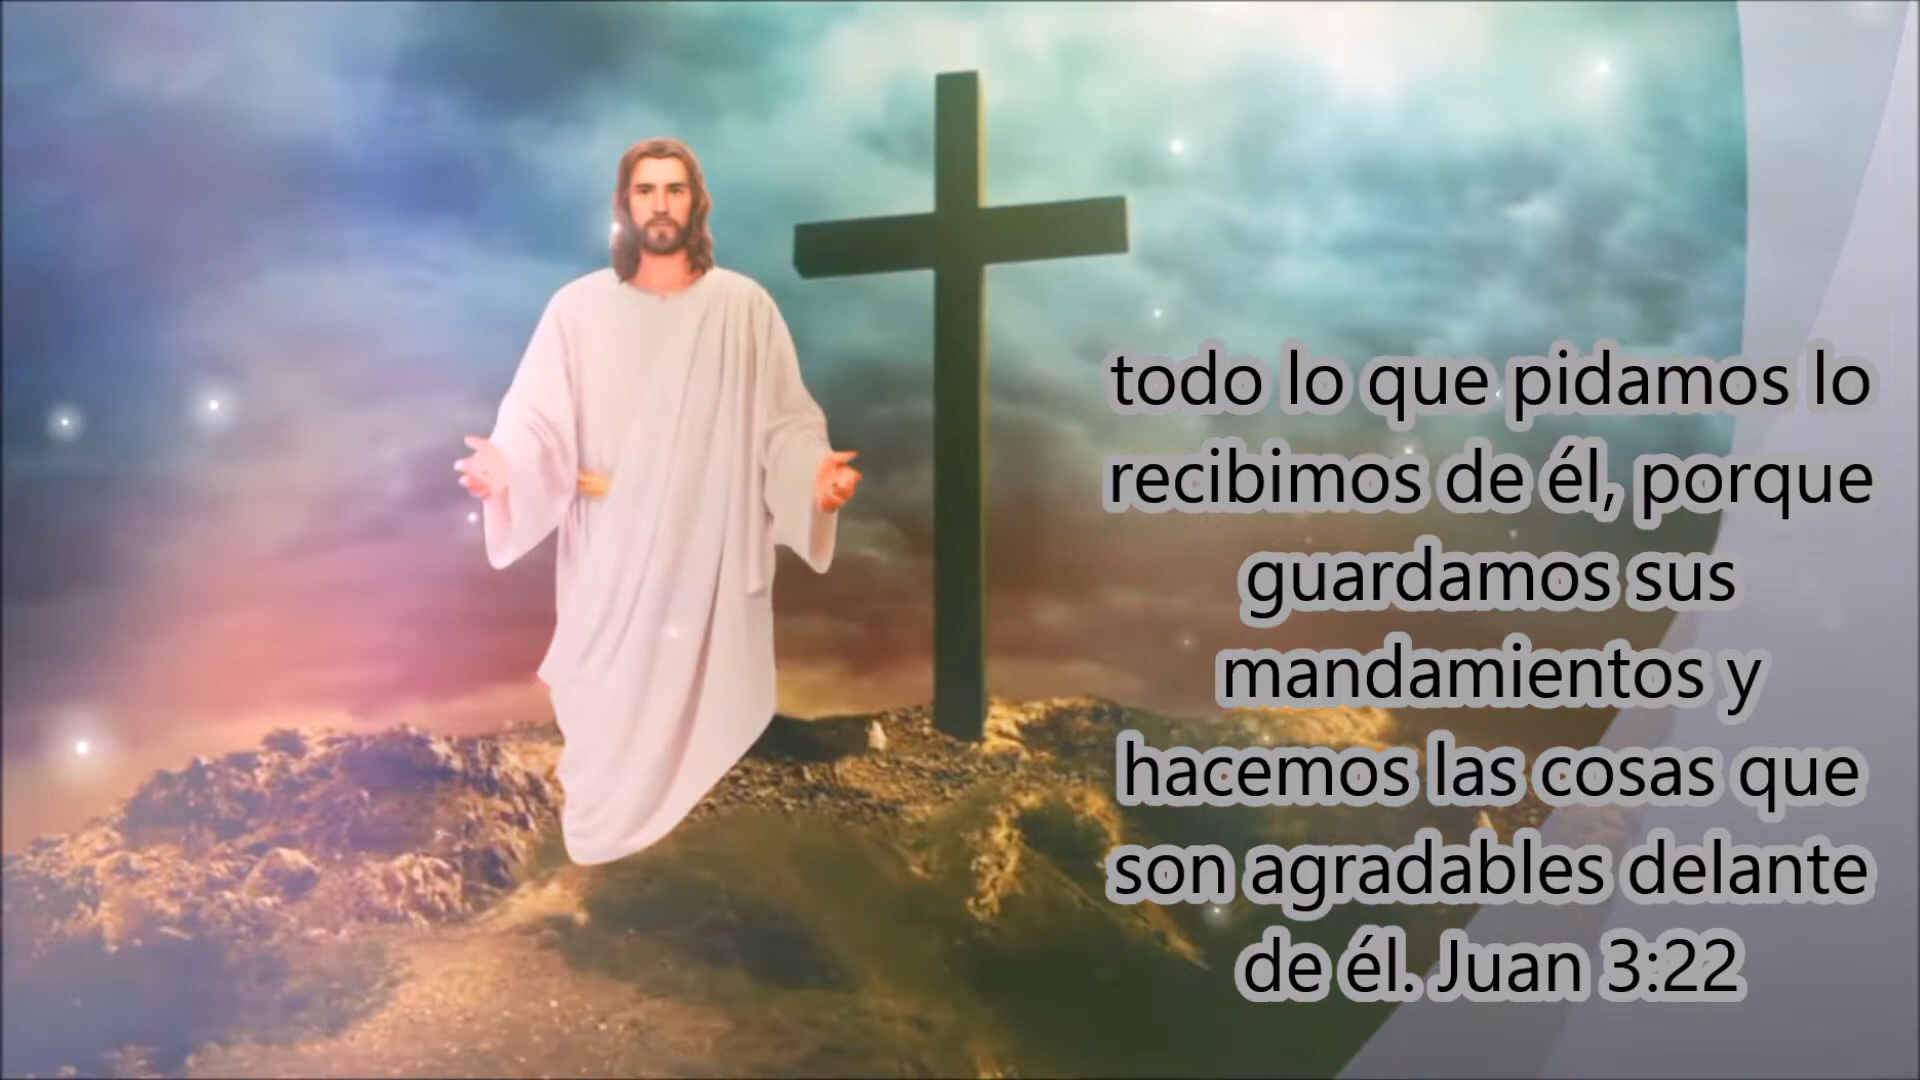 todo lo que pidamos lo
recibimos de él, porque
guardamos sus
mandamientos y
hacemos las cosas que
son agradables delante
de él. Juan 3:22